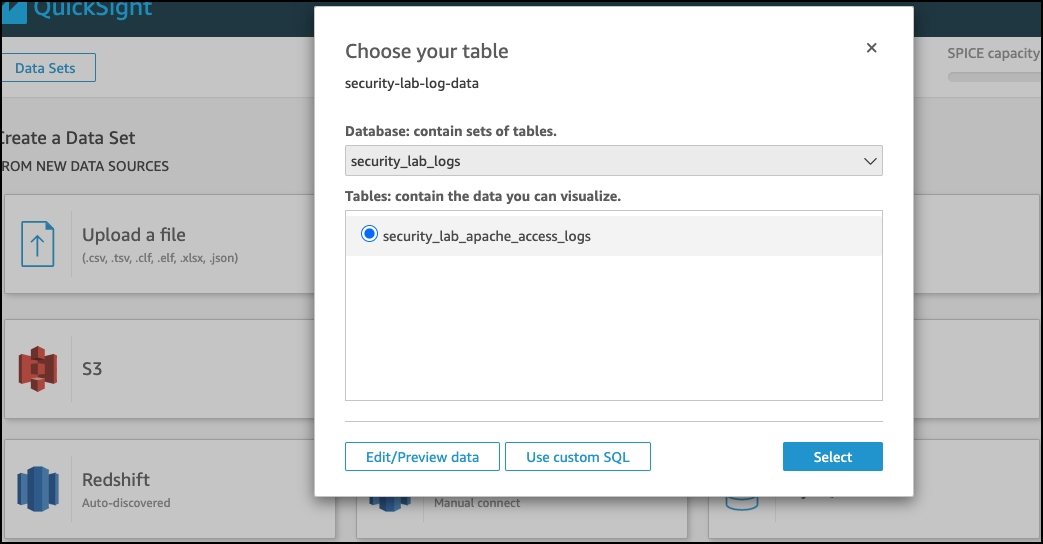 QuickSight
Data Sets
SPICE capacity
Create a Data Set
FROM NEW DATA SOURCES
Upload a file
(.csv, .tsv, .clf, .elf, .xlsx, .json)
S3
Redshift
Auto-discovered
Manual connect
Choose your table
×
security-lab-log-data
Database: contain sets of tables.
security_lab_logs
Tables: contain the data you can visualize.
security_lab_apache_access_logs
Edit/Preview data
Use custom SQL
Select